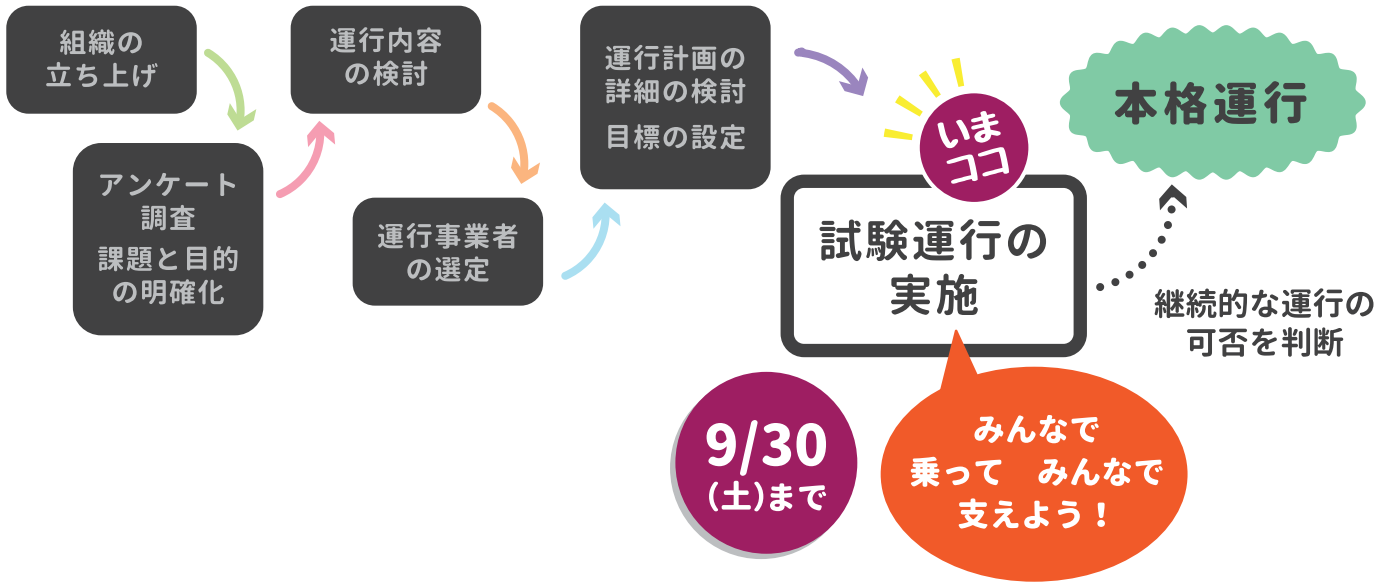 組織の
立ち上げ
アンケート
調査
課題と目的
の明確化
運行内容
の検討
運行事業者
の選定
運行計画の
詳細の検討
目標の設定
いま
ココ
試験運行の
実施
9/30
(土)まで
みんなで
乗って　みんなで
支えよう！
継続的な運行の
可否を判断
本格運行